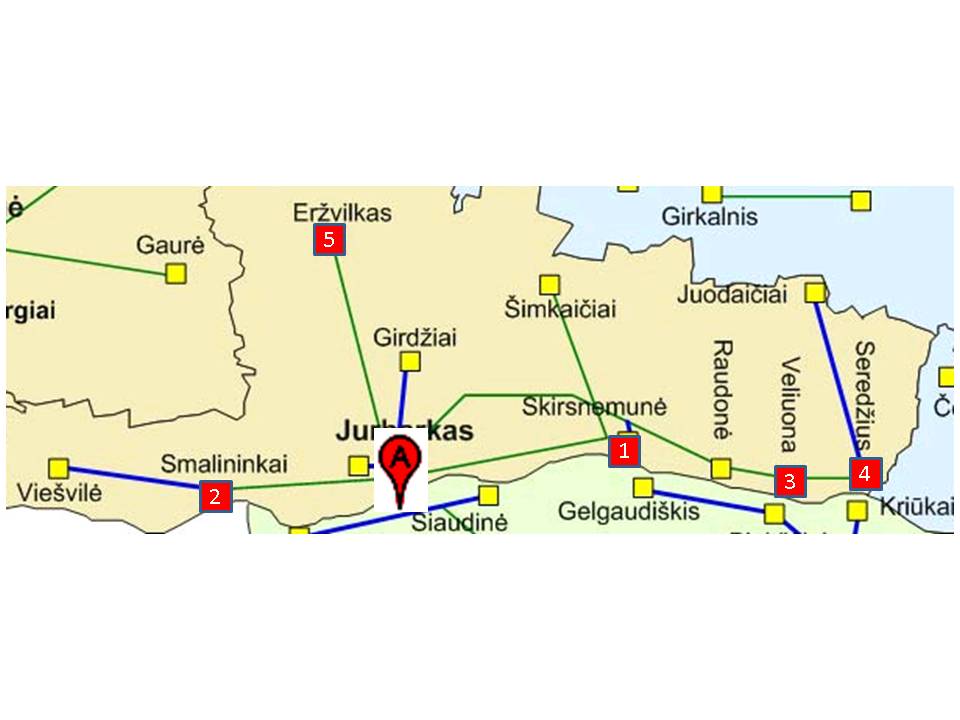 ė
Eržvilkas
5
Girkalnis
Gaurė
Šimkaičiai
Juodaičiai
rgiai
Girdžiai
Raudonė
Veliuona
Seredžius
Skirsnemunė
A
1
Smalininkai
Viešvilė
2
3
4
Siaudinė
Gelgaudiškis
Kriūkai